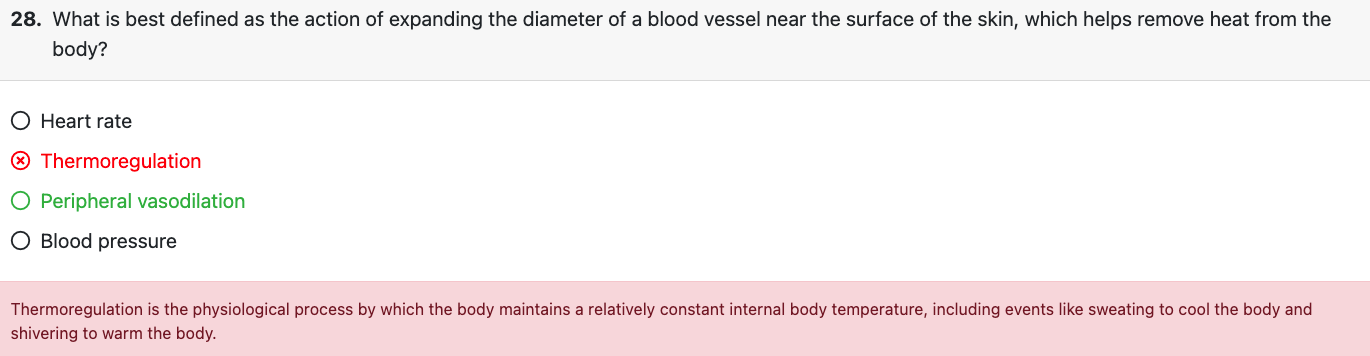 28. What is best defined as the action of expanding the diameter of a blood vessel near the surface of the skin, which helps remove heat from the
body?
Heart rate
Thermoregulation
Peripheral vasodilation
Blood pressure
Thermoregulation is the physiological process by which the body maintains a relatively constant internal body temperature, including events like sweating to cool the body and
shivering to warm the body.